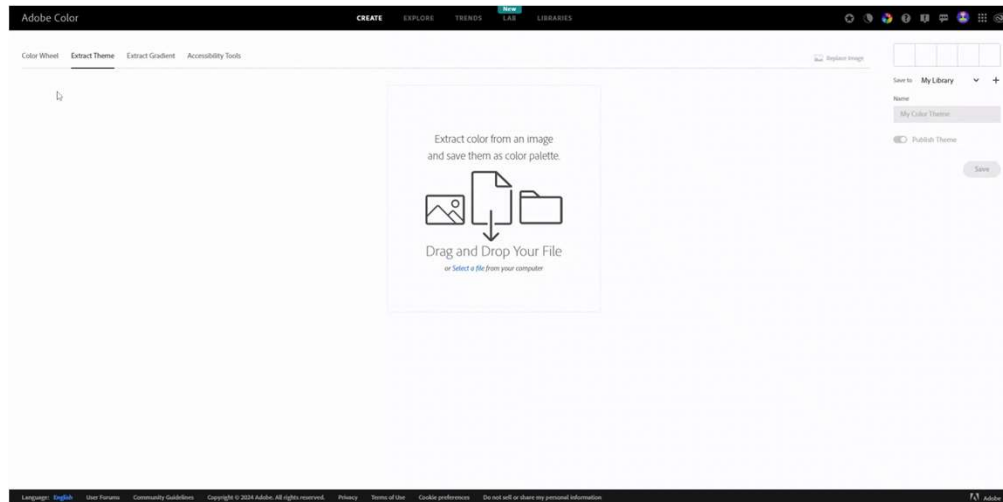 Adobe Color
CREATE EXPLORE TRENDS New LAB LIBRARIES
Color Wheel Extract Theme Extract Gradient Accessibility Tools
Replace Image
Save to My Library
Name
My Color Theme
Publish Theme
Save
Extract color from an image
and save them as color palette.
Drag and Drop Your File
or Select a file from your computer
Language: English User Forums Community Guidelines Copyright © 2024 Adobe. All rights reserved. Privacy Terms of Use Cookie preferences Do not sell or share my personal information Adobe